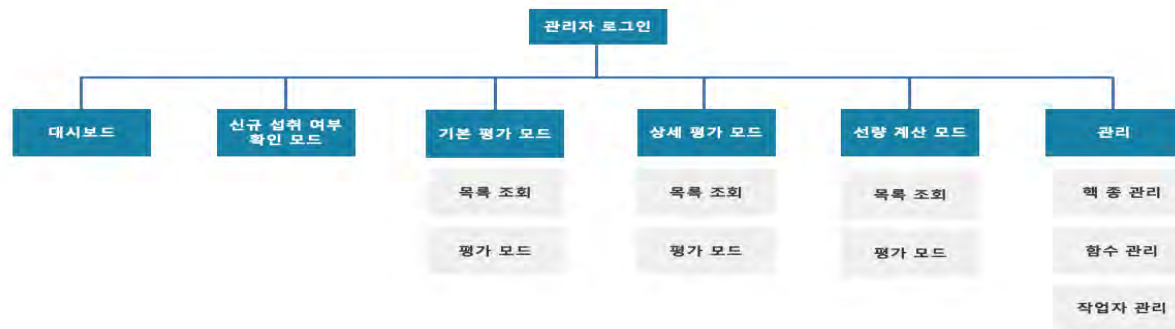 관리자 로그인
대시보드
신규 섭취 여부
확인 모드
기본 평가 모드
상세 평가 모드
선량 계산 모드
관리
목록 조회
목록 조회
목록 조회
핵 종 관리
평가 모드
평가 모드
평가 모드
함수 관리
작업자 관리